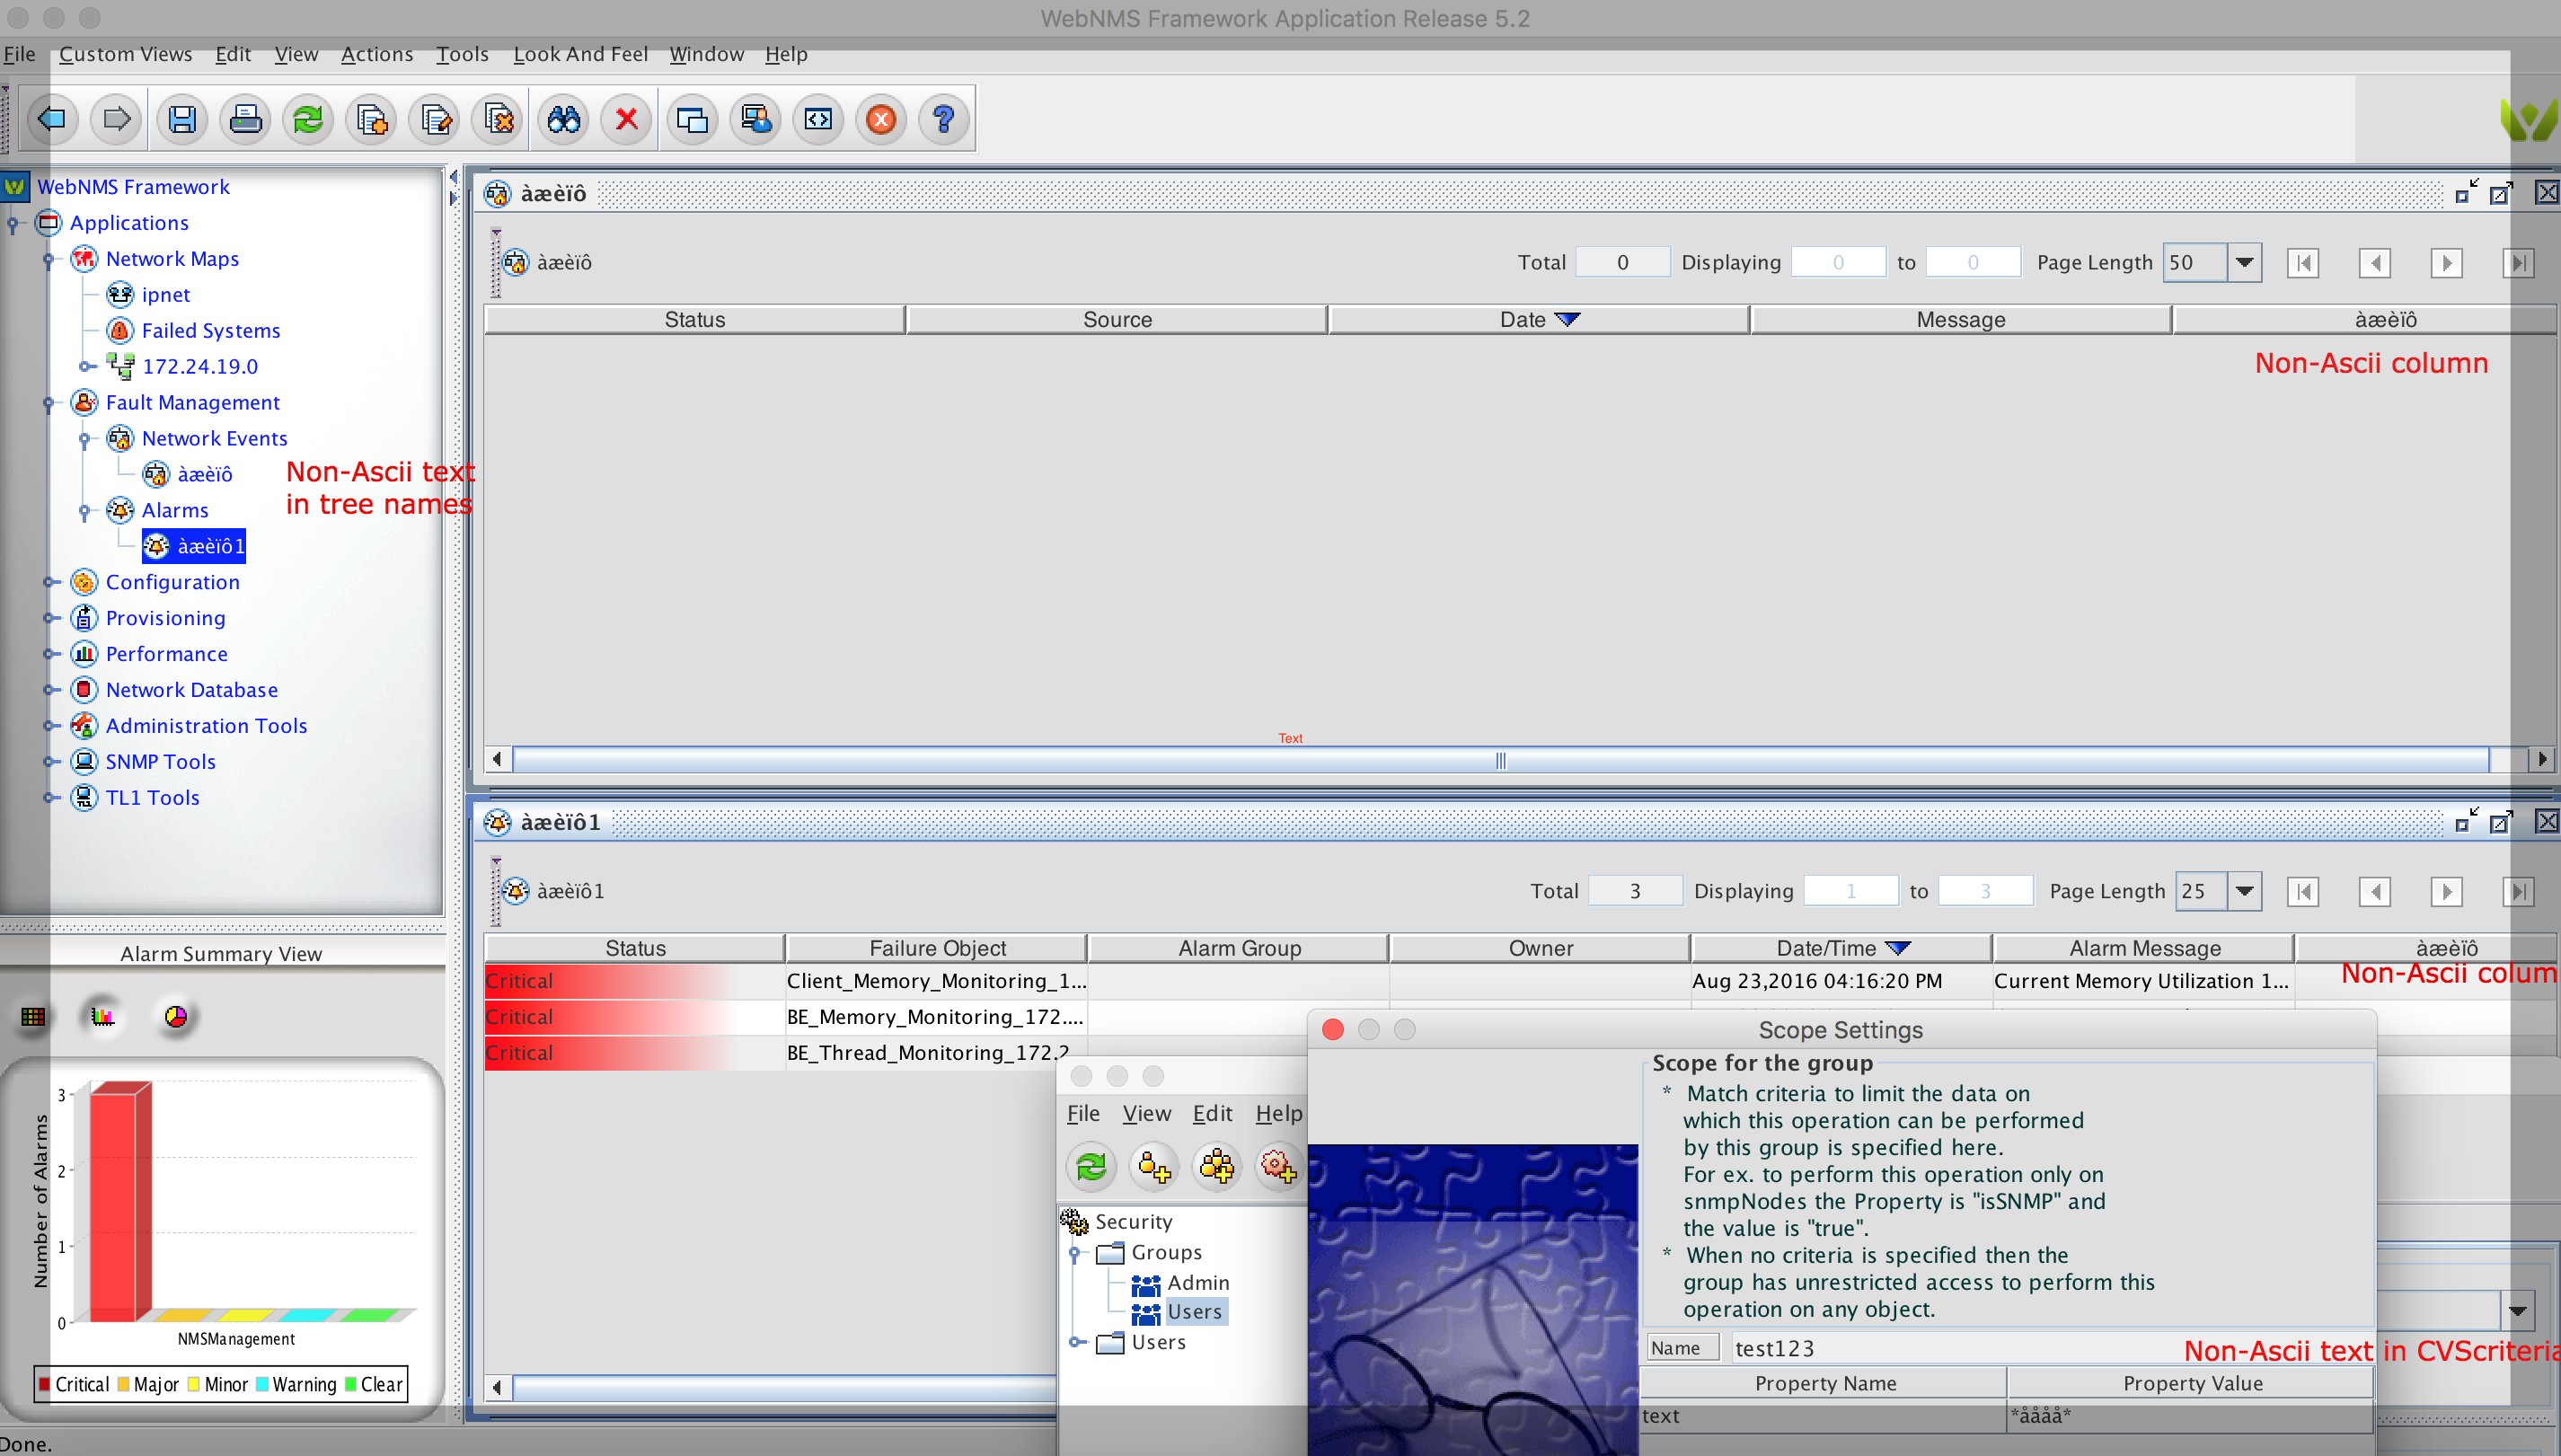 WebNMS Framework Application Release 5.2
File Custom Views Edit View Actions Tools Look And Feel Window Help
WebNMS Framework
Applications
Network Maps
ipnet
Failed Systems
172.24.19.0
Fault Management
Network Events
àæèïô
Non-Ascii text
in tree names
Alarms
àæèïô1
Configuration
Provisioning
Performance
Network Database
Administration Tools
SNMP Tools
TL1 Tools
àæèïô
àæèïô Total 0 Displaying 0 to 0 Page Length 50
Status Source Date Message àæèïô
Non-Ascii column
Text
àæèïô1
àæèïô1 Total 3 Displaying 1 to 3 Page Length 25
Status Failure Object Alarm Group Owner Date/Time Alarm Message àæèïô
Non-Ascii colum
Critical Client_Memory_Monitoring_1... Aug 23,2016 04:16:20 PM Current Memory Utilization 1...
Critical BE_Memory_Monitoring_172....
Critical BE_Thread_Monitoring_172.2
Alarm Summary View
Number of Alarms
3
2
1
0
NMSManagement
Critical Major Minor Warning Clear
Done.
File View Edit Help
Security
Groups
Admin
Users
Users
Scope Settings
Scope for the group
* Match criteria to limit the data on
which this operation can be performed
by this group is specified here.
For ex. to perform this operation only on
snmpNodes the Property is "isSNMP" and
the value is "true".
* When no criteria is specified then the
group has unrestricted access to perform this
operation on any object.
Name test123
Non-Ascii text in CVScriteria
Property Name Property Value
text *åååå*